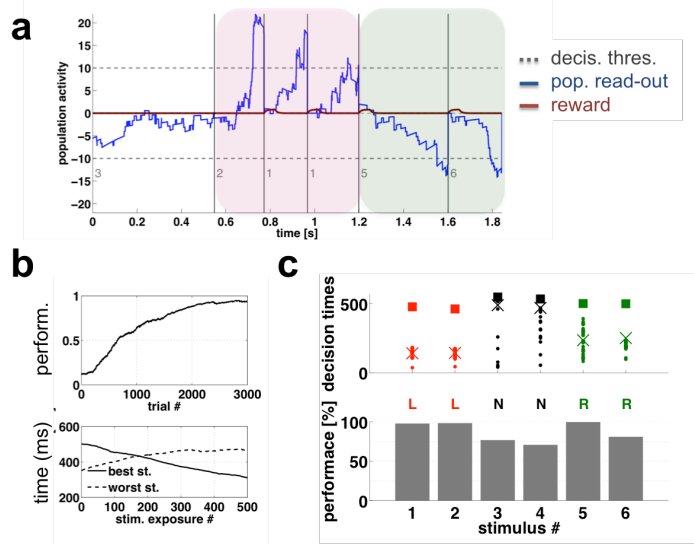 a
population activity
20
15
10
5
0
−5
−10
−15
−20
3
2
1
1
5
6
0
0.2
0.4
0.6
0.8
1
1.2
1.4
1.6
1.8
time [s]
decis. thres.
pop. read-out
reward
b
perform.
1
0.5
0
0
1000
2000
3000
trial #
time (ms)
600
400
200
best st.
worst st.
0
100
200
300
400
500
stim. exposure #
c
decision times
500
0
L L N N R R
performace [%]
100
50
0
1 2 3 4 5 6
stimulus #